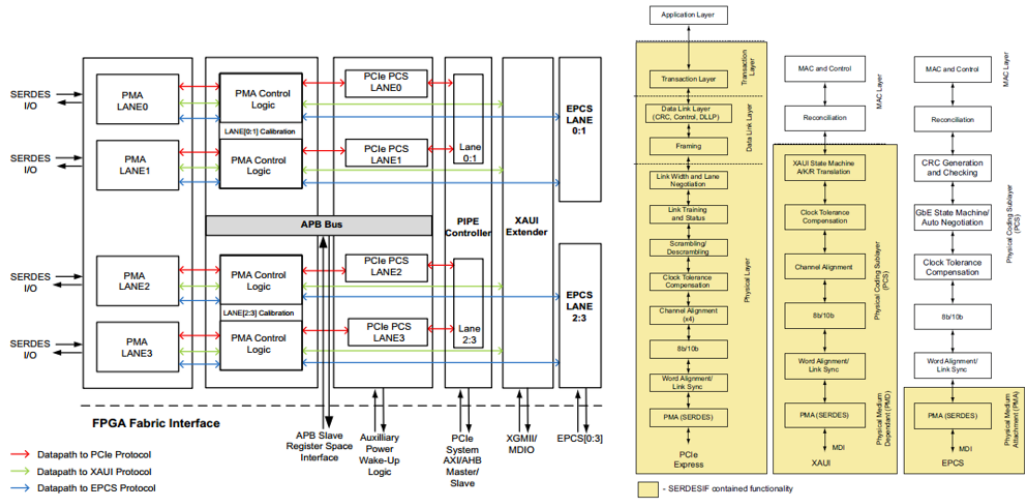 SERDES
I/O
SERDES
I/O
SERDES
I/O
SERDES
I/O
PMA
LANE0
PMA
LANE1
PMA
LANE2
PMA
LANE3
PMA Control
Logic
LANE[0:1] Calibration
PMA Control
Logic
APB Bus
PMA Control
Logic
LANE[2:3] Calibration
PMA Control
Logic
PCIe PCS
LANE0
PCIe PCS
LANE1
PCIe PCS
LANE2
PCIe PCS
LANE3
Lane
0:1
PIPE
Controller
Lane
2:3
XAUI
Extender
EPCS
LANE
0:1
EPCS
LANE
2:3
FPGA Fabric Interface
APB Slave
Register Space
Interface
Auxilliary
Power
Wake-Up
Logic
PCIe
System
AXI/AHB
Master/
Slave
XGMII/
MDIO
EPCS[0:3]
Datapath to PCIe Protocol
Datapath to XAUI Protocol
Datapath to EPCS Protocol
Application Layer
Transaction Layer
Data Link Layer
(CRC, Control, DLLP)
Framing
Link Width and Lane
Negotiation
Link Training
and Status
Scrambling/
Descrambling
Clock Tolerance
Compensation
Channel Alignment
(x4)
8b/10b
Word Alignment/
Link Sync
PMA (SERDES)
PCIe
Express
Transaction
Layer
Data Link Layer
Physical Layer
MAC and Control
Reconciliation
XAUI State Machine
A/K/R Translation
Clock Tolerance
Compensation
Channel Alignment
8b/10b
Word Alignment/
Link Sync
PMA (SERDES)
MDI
XAUI
MAC Layer
Physical Coding Sublayer
(PCS)
Physical Medium
Dependant (PMD)
MAC and Control
Reconciliation
CRC Generation
and Checking
GbE State Machine/
Auto Negotiation
Clock Tolerance
Compensation
8b/10b
Word Alignment/
Link Sync
PMA (SERDES)
MDI
EPCS
MAC Layer
Physical Coding Sublayer
(PCS)
Physical Medium
Attachment (PMA)
- SERDESIF contained functionality